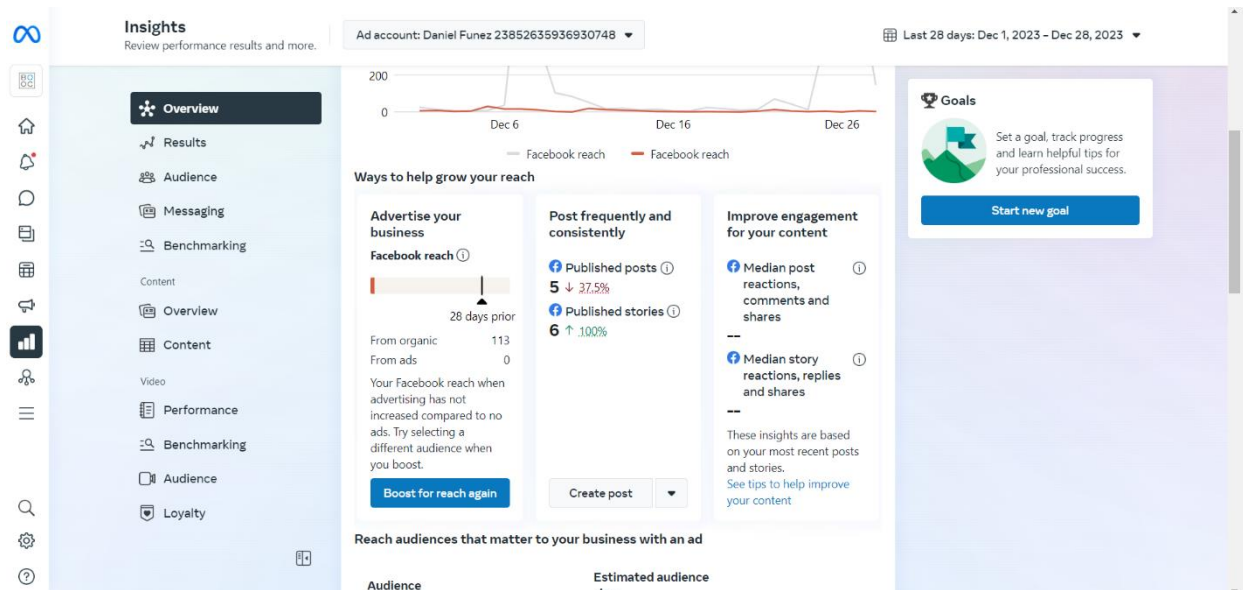 Insights
Review performance results and more.
Ad account: Daniel Funez 23852635936930748
Last 28 days: Dec 1, 2023 – Dec 28, 2023
Overview
Results
Audience
Messaging
Benchmarking
Content
Overview
Content
Video
Performance
Benchmarking
Audience
Loyalty
200
0
Dec 6 Dec 16 Dec 26
Facebook reach Facebook reach
Ways to help grow your reach
Advertise your
business
Facebook reach
28 days prior
From organic 113
From ads 0
Your Facebook reach when
advertising has not
increased compared to no
ads. Try selecting a
different audience when
you boost.
Boost for reach again
Post frequently and
consistently
Published posts
5 ↓ 37.5%
Published stories
6 ↑ 100%
Create post
Improve engagement
for your content
Median post
reactions,
comments and
shares
--
Median story
reactions, replies
and shares
--
These insights are based
on your most recent posts
and stories.
See tips to help improve
your content
Reach audiences that matter to your business with an ad
Audience
Estimated audience
Goals
Set a goal, track progress
and learn helpful tips for
your professional success.
Start new goal